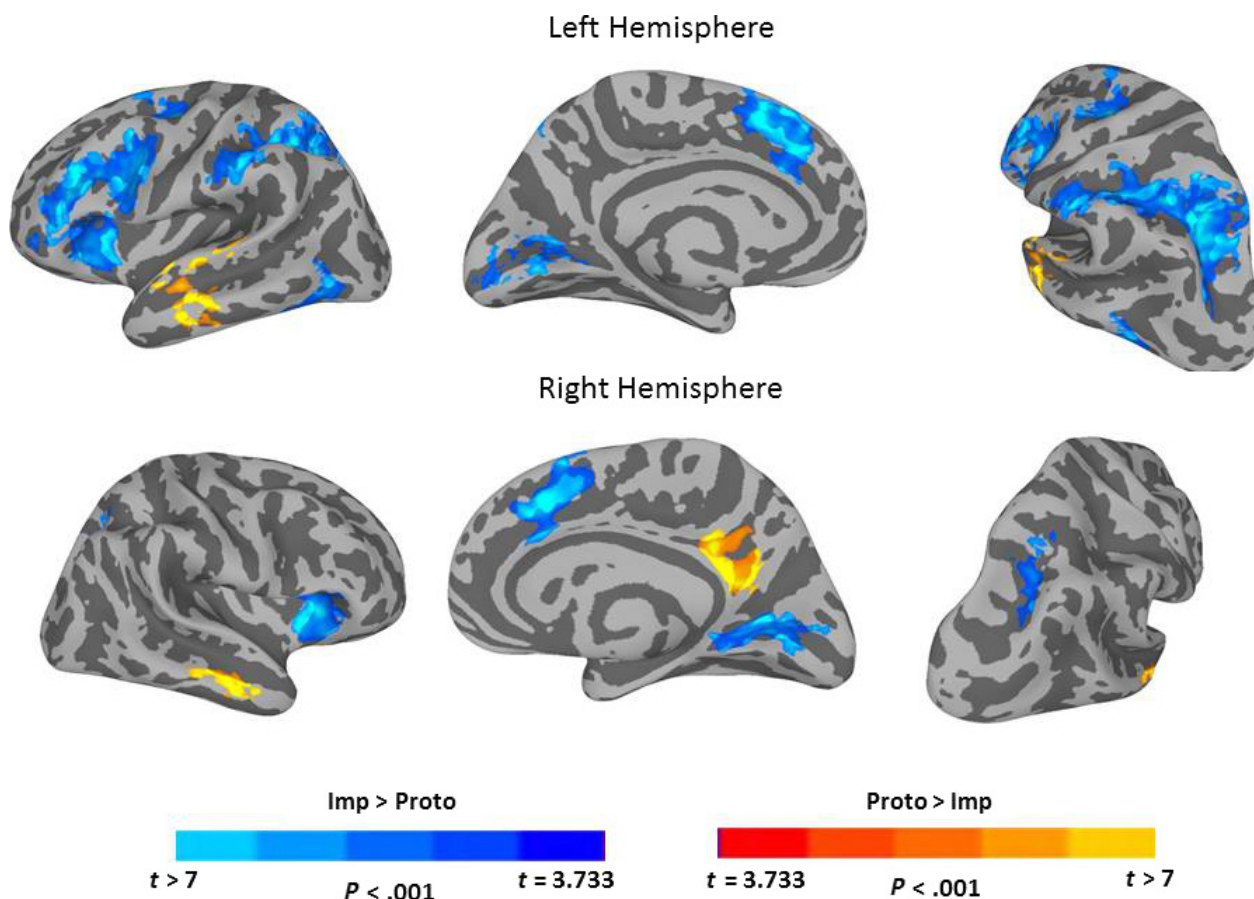 Left Hemisphere
Right Hemisphere
Imp > Proto
Proto > Imp
t > 7
P < .001
t = 3.733
t = 3.733
P < .001
t > 7